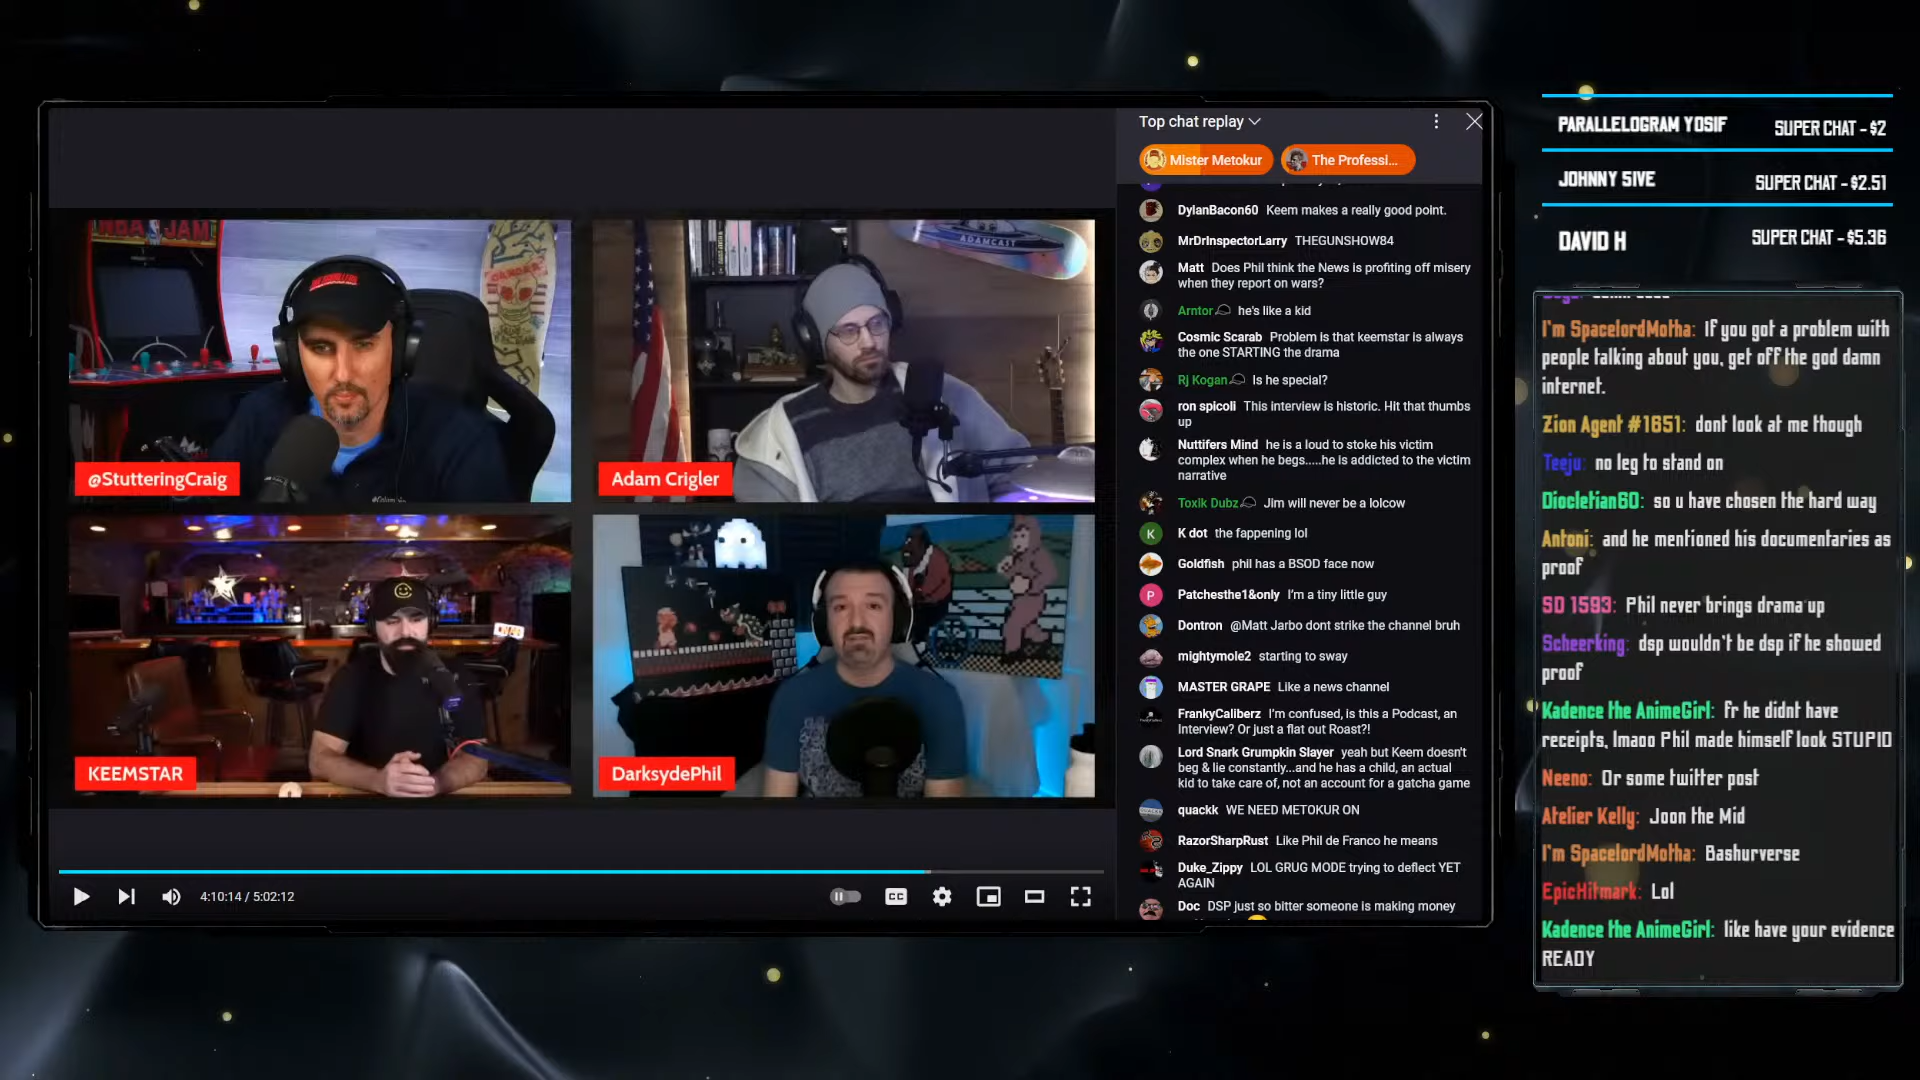 Top chat replay
Mister Metokur
The Professi...
DylanBacon60 Keem makes a really good point.
MrDrInspectorLarry THEGUNSHOW84
Matt Does Phil think the News is profiting off misery
when they report on wars?
Arntor he's like a kid
Cosmic Scarab Problem is that keemstar is always
the one STARTING the drama
Rj Kogan Is he special?
ron spicoli This interview is historic. Hit that thumbs
up
Nuttifers Mind he is a loud to stoke his victim
complex when he begs.....he is addicted to the victim
narrative
Toxik Dubz Jim will never be a lolcow
K dot the fappening lol
Goldfish phil has a BSOD face now
Patchesthe1&only I'm a tiny little guy
Dontron @Matt Jarbo dont strike the channel bruh
mightymole2 starting to sway
MASTER GRAPE Like a news channel
FrankyCaliberz I'm confused, is this a Podcast, an
Interview? Or just a flat out Roast?!
Lord Snark Grumpkin Slayer yeah but Keem doesn't
beg & lie constantly...and he has a child, an actual
kid to take care of, not an account for a gatcha game
quackk WE NEED METOKUR ON
RazorSharpRust Like Phil de Franco he means
Duke_Zippy LOL GRUG MODE trying to deflect YET
AGAIN
Doc DSP just so bitter someone is making money
NBA JAM
ADAMCAST
@StutteringCraig
Adam Crigler
KEEMSTAR
DarksydePhil
4:10:14 / 5:02:12
CC
PARALLELOGRAM YOSIF SUPER CHAT - $2
JOHNNY 5IVE SUPER CHAT - $2.51
DAVID H SUPER CHAT - $5.36
I'm SpacelordMotha: If you got a problem with
people talking about you, get off the god damn
internet.
Zion Agent #1651: dont look at me though
Teeju: no leg to stand on
Diocletian60: so u have chosen the hard way
Antoni: and he mentioned his documentaries as
proof
SD 1593: Phil never brings drama up
Scheerking: dsp wouldn't be dsp if he showed
proof
Kadence the AnimeGirl: fr he didnt have
receipts, lmaoo Phil made himself look STUPID
Neeno: Or some twitter post
Atelier Kelly: Joon the Mid
I'm SpacelordMotha: Bashurverse
EpicHitmark: Lol
Kadence the AnimeGirl: like have your evidence
READY